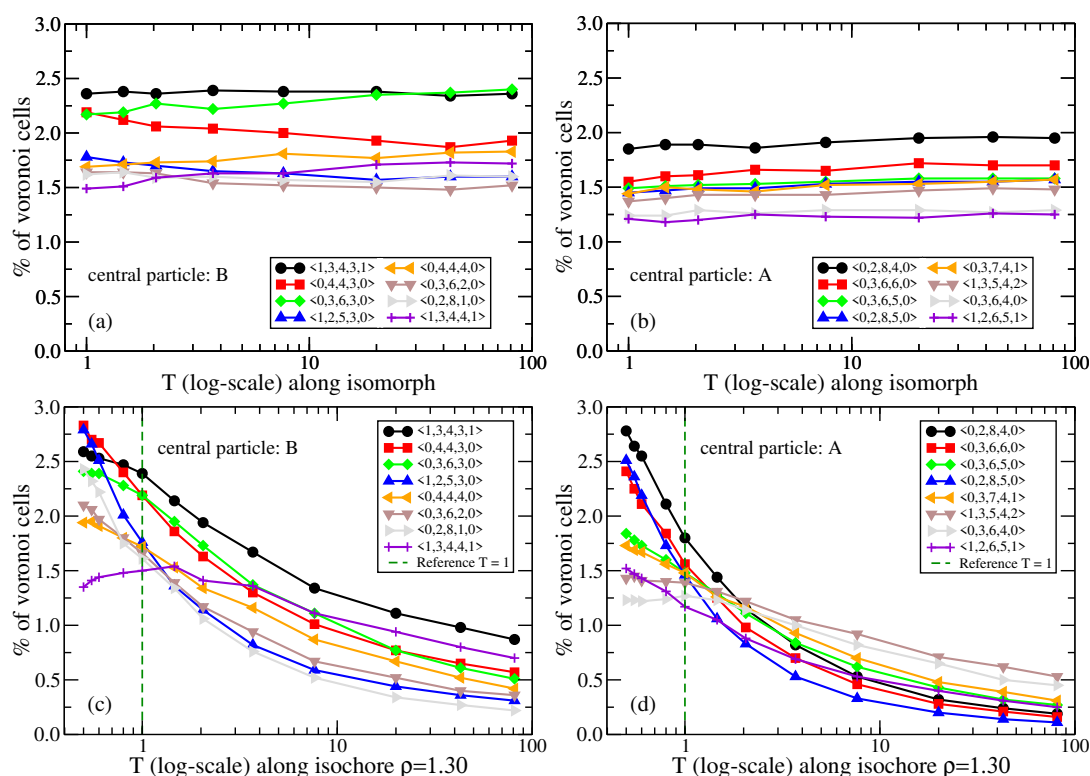 % of voronoi cells
3.0
2.5
2.0
1.5
1.0
0.5
0.0
central particle: B
(a)
<1,3,4,3,1>
<0,4,4,3,0>
<0,3,6,3,0>
<1,2,5,3,0>
<0,4,4,4,0>
<0,3,6,2,0>
<0,2,8,1,0>
<1,3,4,4,1>
1 10 100
T (log-scale) along isomorph
% of voronoi cells
3.0
2.5
2.0
1.5
1.0
0.5
0.0
central particle: A
(b)
<0,2,8,4,0>
<0,3,6,6,0>
<0,3,6,5,0>
<0,2,8,5,0>
<0,3,7,4,1>
<1,3,5,4,2>
<0,3,6,4,0>
<1,2,6,5,1>
1 10 100
T (log-scale) along isomorph
% of voronoi cells
3.0
2.5
2.0
1.5
1.0
0.5
0.0
central particle: B
(c)
<1,3,4,3,1>
<0,4,4,3,0>
<0,3,6,3,0>
<1,2,5,3,0>
<0,4,4,4,0>
<0,3,6,2,0>
<0,2,8,1,0>
<1,3,4,4,1>
Reference T = 1
1 10 100
T (log-scale) along isochore ρ=1.30
% of voronoi cells
3.0
2.5
2.0
1.5
1.0
0.5
0.0
central particle: A
(d)
<0,2,8,4,0>
<0,3,6,6,0>
<0,3,6,5,0>
<0,2,8,5,0>
<0,3,7,4,1>
<1,3,5,4,2>
<0,3,6,4,0>
<1,2,6,5,1>
Reference T = 1
1 10 100
T (log-scale) along isochore ρ=1.30